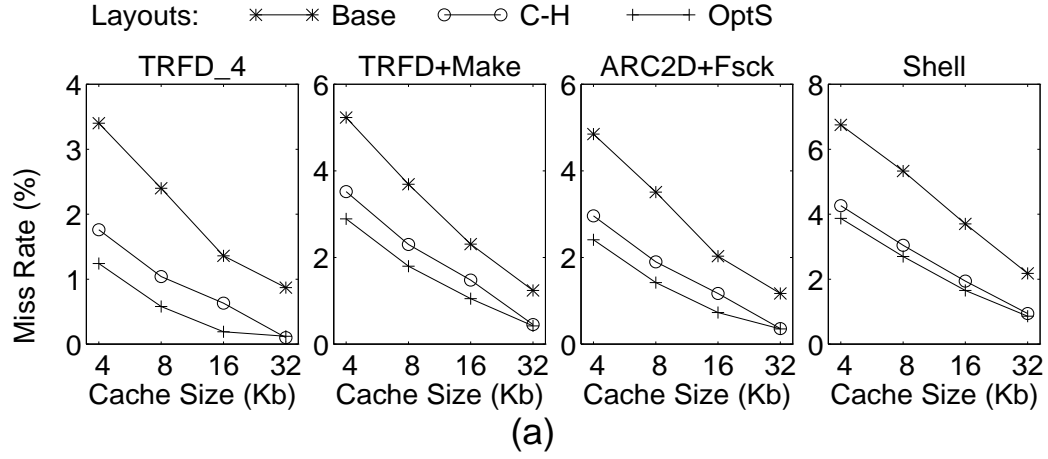 Layouts: Base C-H OptS
TRFD_4 TRFD+Make ARC2D+Fsck Shell
Miss Rate (%)
4 6 6 8
3
6
4 4
2
4
2 2
1
2
0 0 0 0
4 8 16 32 4 8 16 32 4 8 16 32 4 8 16 32
Cache Size (Kb) Cache Size (Kb) Cache Size (Kb) Cache Size (Kb)
(a)